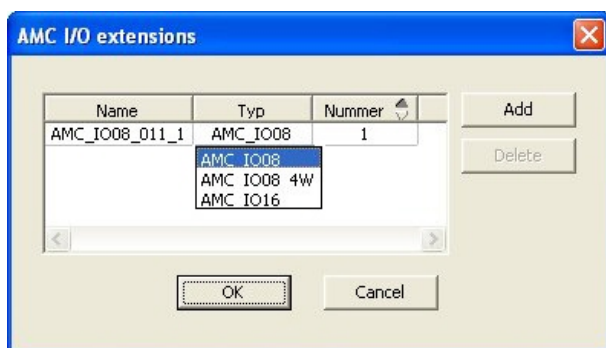 AMC I/O extensions
Name Typ Nummer
AMC_IO08_011_1 AMC_IO08 1
AMC_IO08
AMC_IO08_4W
AMC_IO16
Add
Delete
OK Cancel